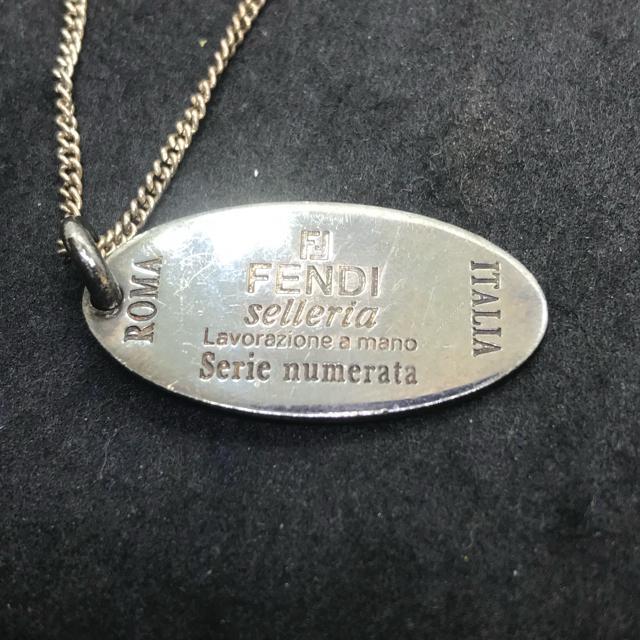 FF
FENDI
selleria
Lavorazione a mano
Serie numerata
ROMA
ITALIA